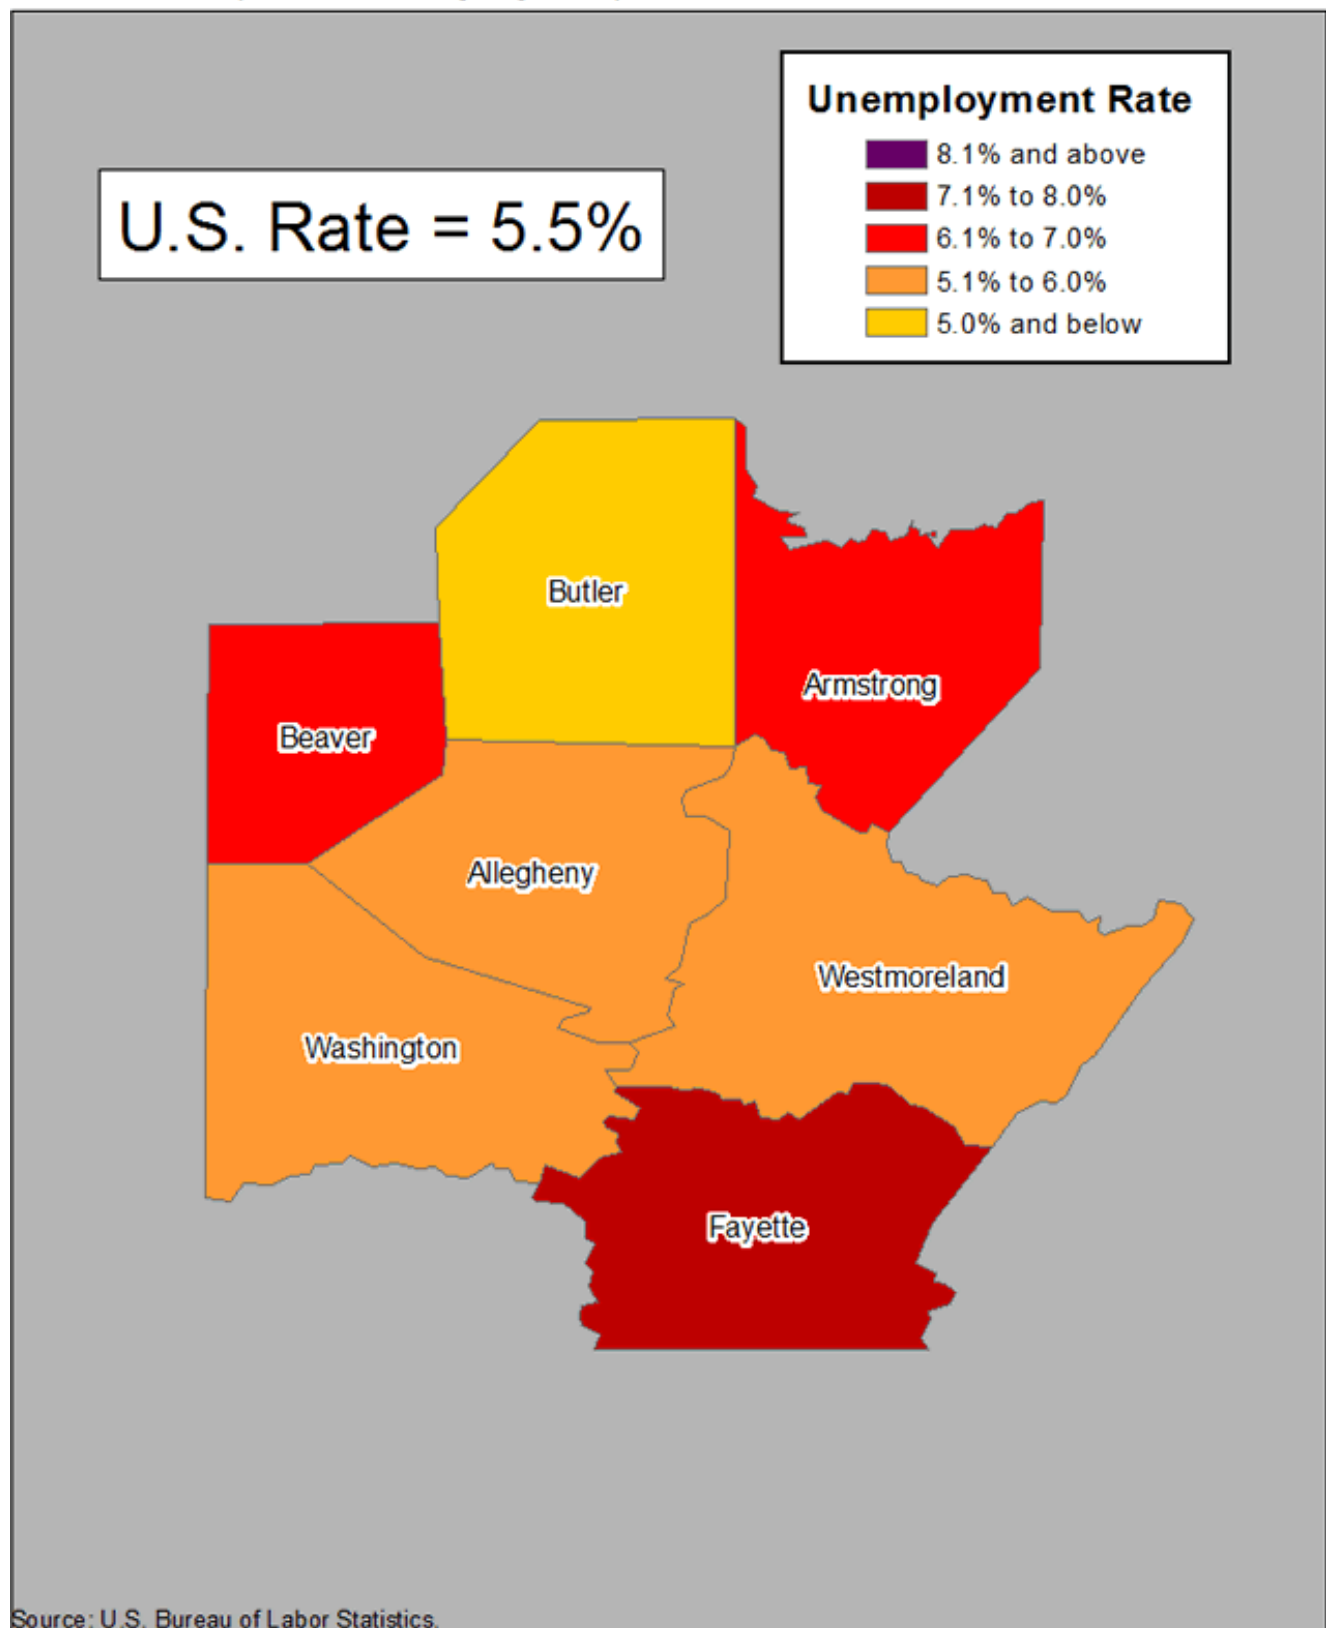 Unemployment Rate
8.1% and above
7.1% to 8.0%
U.S. Rate = 5.5%
6.1% to 7.0%
5.1% to 6.0%
5.0% and below
Butler
Armstrong
Beaver
Allegheny
Westmoreland
Washington
Fayette
Source: U.S. Bureau of Labor Statistics.